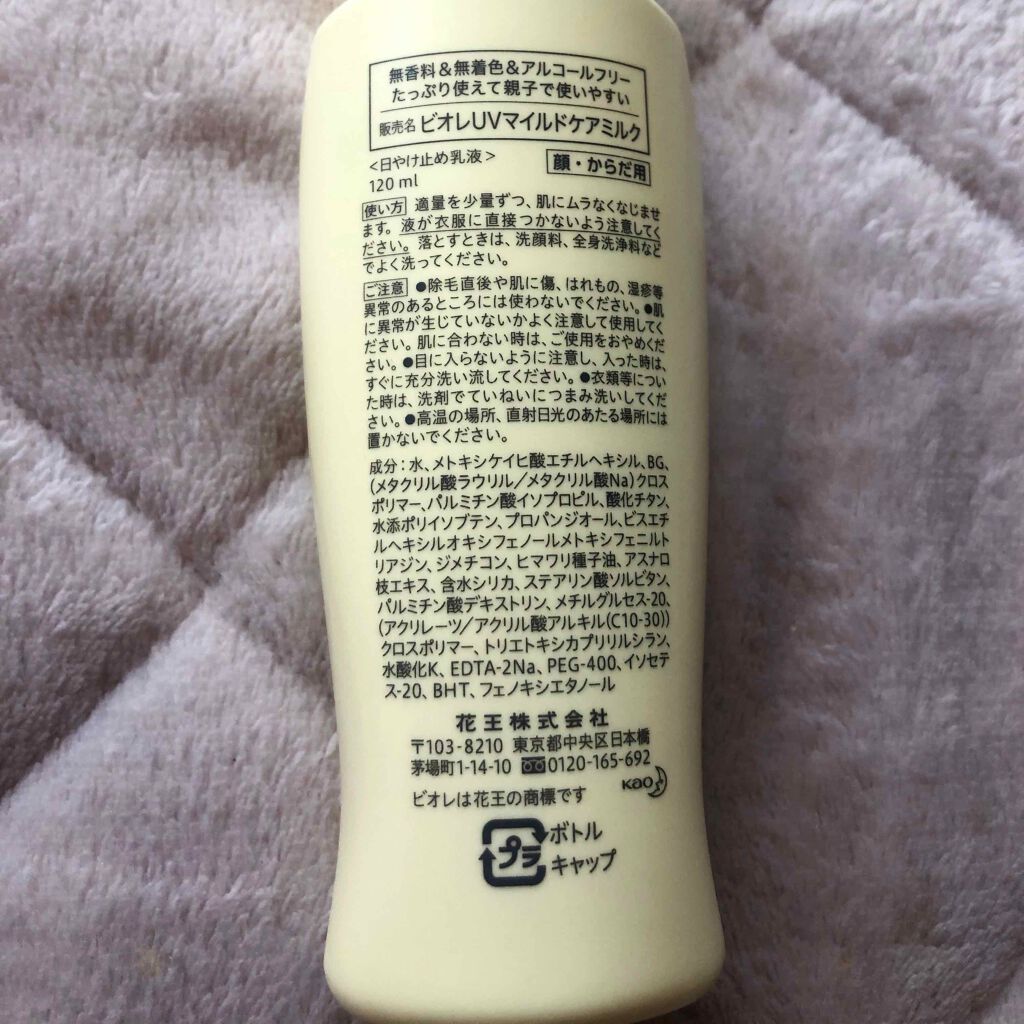 無香料&無着色&アルコールフリー
たっぷり使えて親子で使いやすい
販売名 ビオレUVマイルドケアミルク
<日やけ止め乳液> 顔・からだ用
120 ml
使い方 適量を少量ずつ、肌にムラなくなじませ
ます。液が衣服に直接つかないよう注意してく
ださい。落とすときは、洗顔料、全身洗浄料など
でよく洗ってください。
ご注意 ●除毛直後や肌に傷、はれもの、湿疹等
異常のあるところには使わないでください。●肌
に異常が生じていないかよく注意して使用してく
ださい。肌に合わない時は、ご使用をおやめくだ
さい。●目に入らないように注意し、入った時は、
すぐに充分洗い流してください。●衣類等につい
た時は、洗剤でていねいにつまみ洗いしてくだ
さい。●高温の場所、直射日光のあたる場所には
置かないでください。
成分:水、メトキシケイヒ酸エチルヘキシル、BG、
(メタクリル酸ラウリル/メタクリル酸Na)クロス
ポリマー、パルミチン酸イソプロピル、酸化チタン、
水添ポリイソブテン、プロパンジオール、ビスエチ
ルヘキシルオキシフェノールメトキシフェニルト
リアジン、ジメチコン、ヒマワリ種子油、アスナロ
枝エキス、含水シリカ、ステアリン酸ソルビタン、
パルミチン酸デキストリン、メチルグルセス-20、
(アクリレーツ/アクリル酸アルキル(C10-30))
クロスポリマー、トリエトキシカプリリルシラン、
水酸化K、EDTA-2Na、PEG-400、イソセテ
ス-20、BHT、フェノキシエタノール
花王株式会社
〒103-8210 東京都中央区日本橋
茅場町1-14-10 0120-165-692
ビオレは花王の商標です Kao
プラ ボトル
キャップ